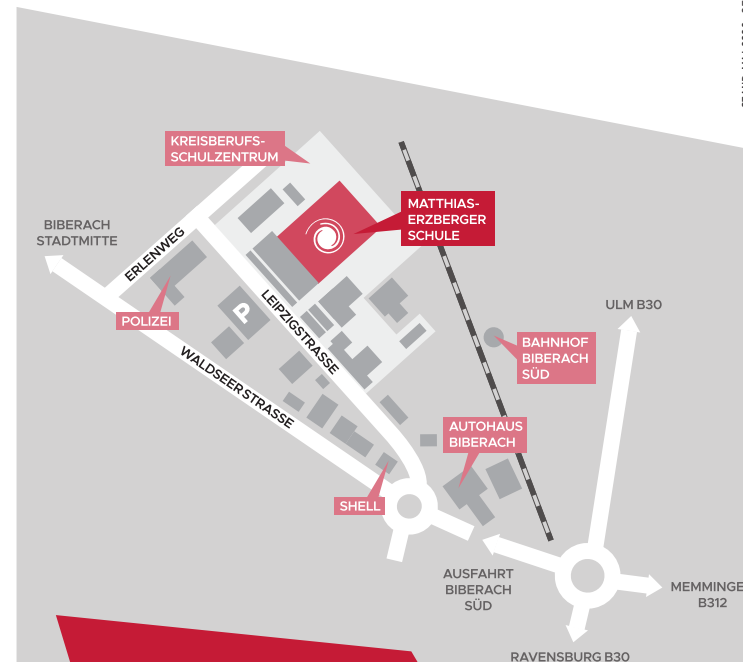 KREISBERUFS-
SCHULZENTRUM
MATTHIAS-
ERZBERGER
SCHULE
BIBERACH
STADTMITTE
ERLENWEG
POLIZEI
P
LEIPZIGSTRASSE
WALDSEER STRASSE
ULM B30
BAHNHOF
BIBERACH
SÜD
AUTOHAUS
BIBERACH
SHELL
AUSFAHRT
BIBERACH
SÜD
MEMMINGE
B312
RAVENSBURG B30